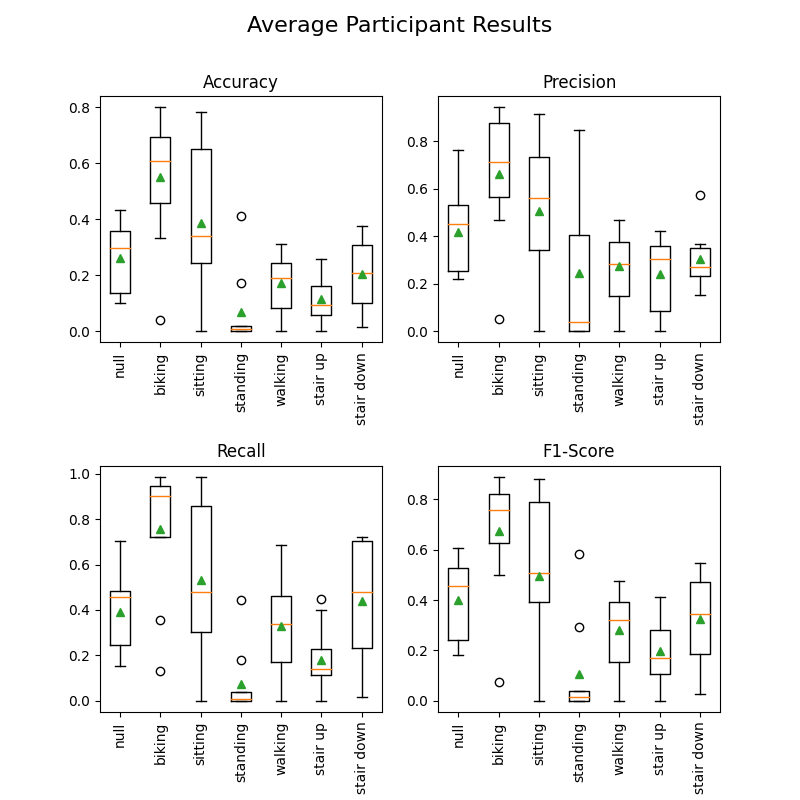 Average Participant Results
Accuracy
0.8
0.6
0.4
0.2
0.0
null
biking
sitting
standing
walking
stair up
stair down
Precision
0.8
0.6
0.4
0.2
0.0
null
biking
sitting
standing
walking
stair up
stair down
Recall
1.0
0.8
0.6
0.4
0.2
0.0
null
biking
sitting
standing
walking
stair up
stair down
F1-Score
0.8
0.6
0.4
0.2
0.0
null
biking
sitting
standing
walking
stair up
stair down